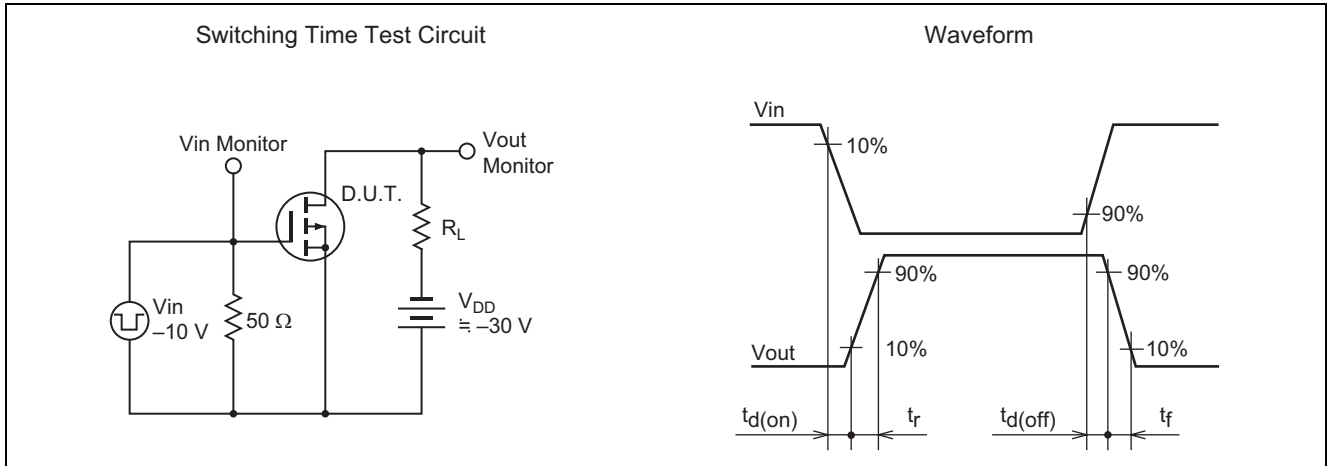 Switching Time Test Circuit
Vin Monitor
Vout
Monitor
D.U.T.
RL
Vin
–10 V
50 Ω
VDD
≒ –30 V
Waveform
Vin
10%
90%
90%
90%
Vout
10%
10%
td(on)
tr
td(off)
tf